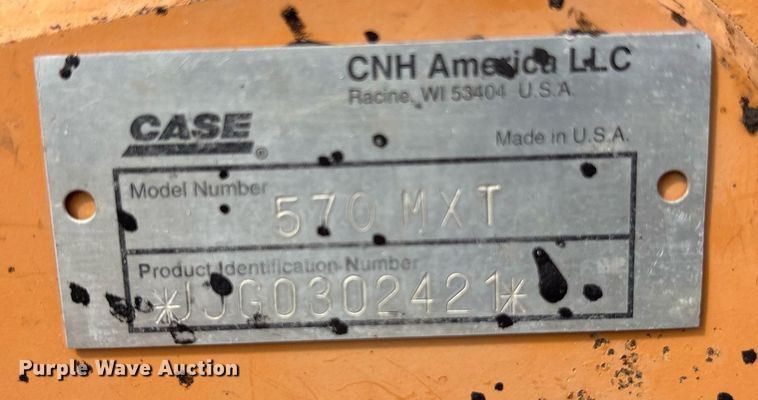 CNH America LLC
Racine, WI 53404 U.S.A.
CASE®
Made in U.S.A.
Model Number
570 MXT
Product Identification Number
*JJG0302421*
Purple Wave Auction